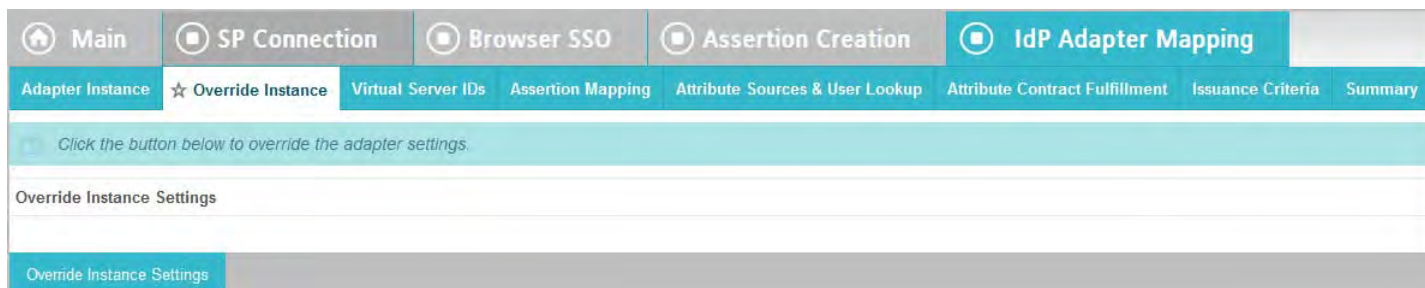 Main SP Connection Browser SSO Assertion Creation IdP Adapter Mapping
Adapter Instance ☆ Override Instance Virtual Server IDs Assertion Mapping Attribute Sources & User Lookup Attribute Contract Fulfillment Issuance Criteria Summary
Click the button below to override the adapter settings.
Override Instance Settings
Override Instance Settings